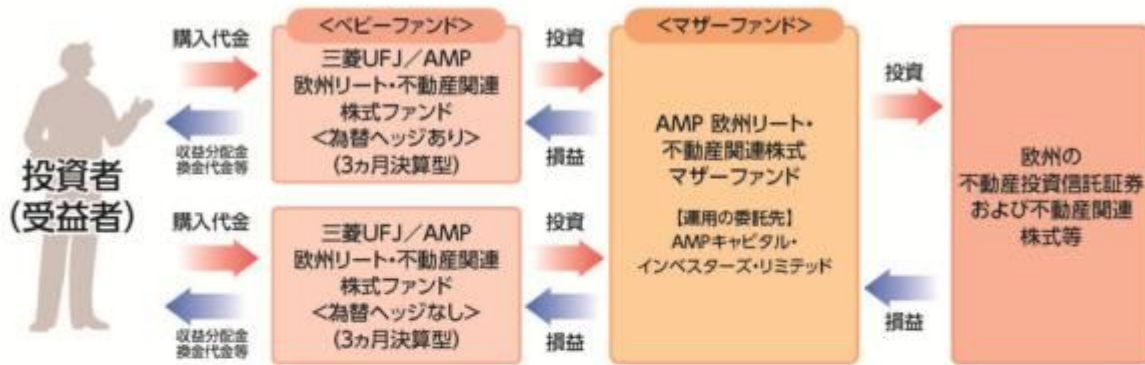 投資者
(受益者)
購入代金
収益分配金
換金代金等
購入代金
収益分配金
換金代金等
<ベビーファンド>
三菱UFJ/AMP
欧州リート・不動産関連
株式ファンド
<為替ヘッジあり>
(3ヵ月決算型)
三菱UFJ/AMP
欧州リート・不動産関連
株式ファンド
<為替ヘッジなし>
(3ヵ月決算型)
投資
損益
投資
損益
<マザーファンド>
AMP 欧州リート・
不動産関連株式
マザーファンド
【運用の委託先】
AMPキャピタル・
インベスターズ・リミテッド
投資
損益
欧州の
不動産投資信託証券
および不動産関連
株式等